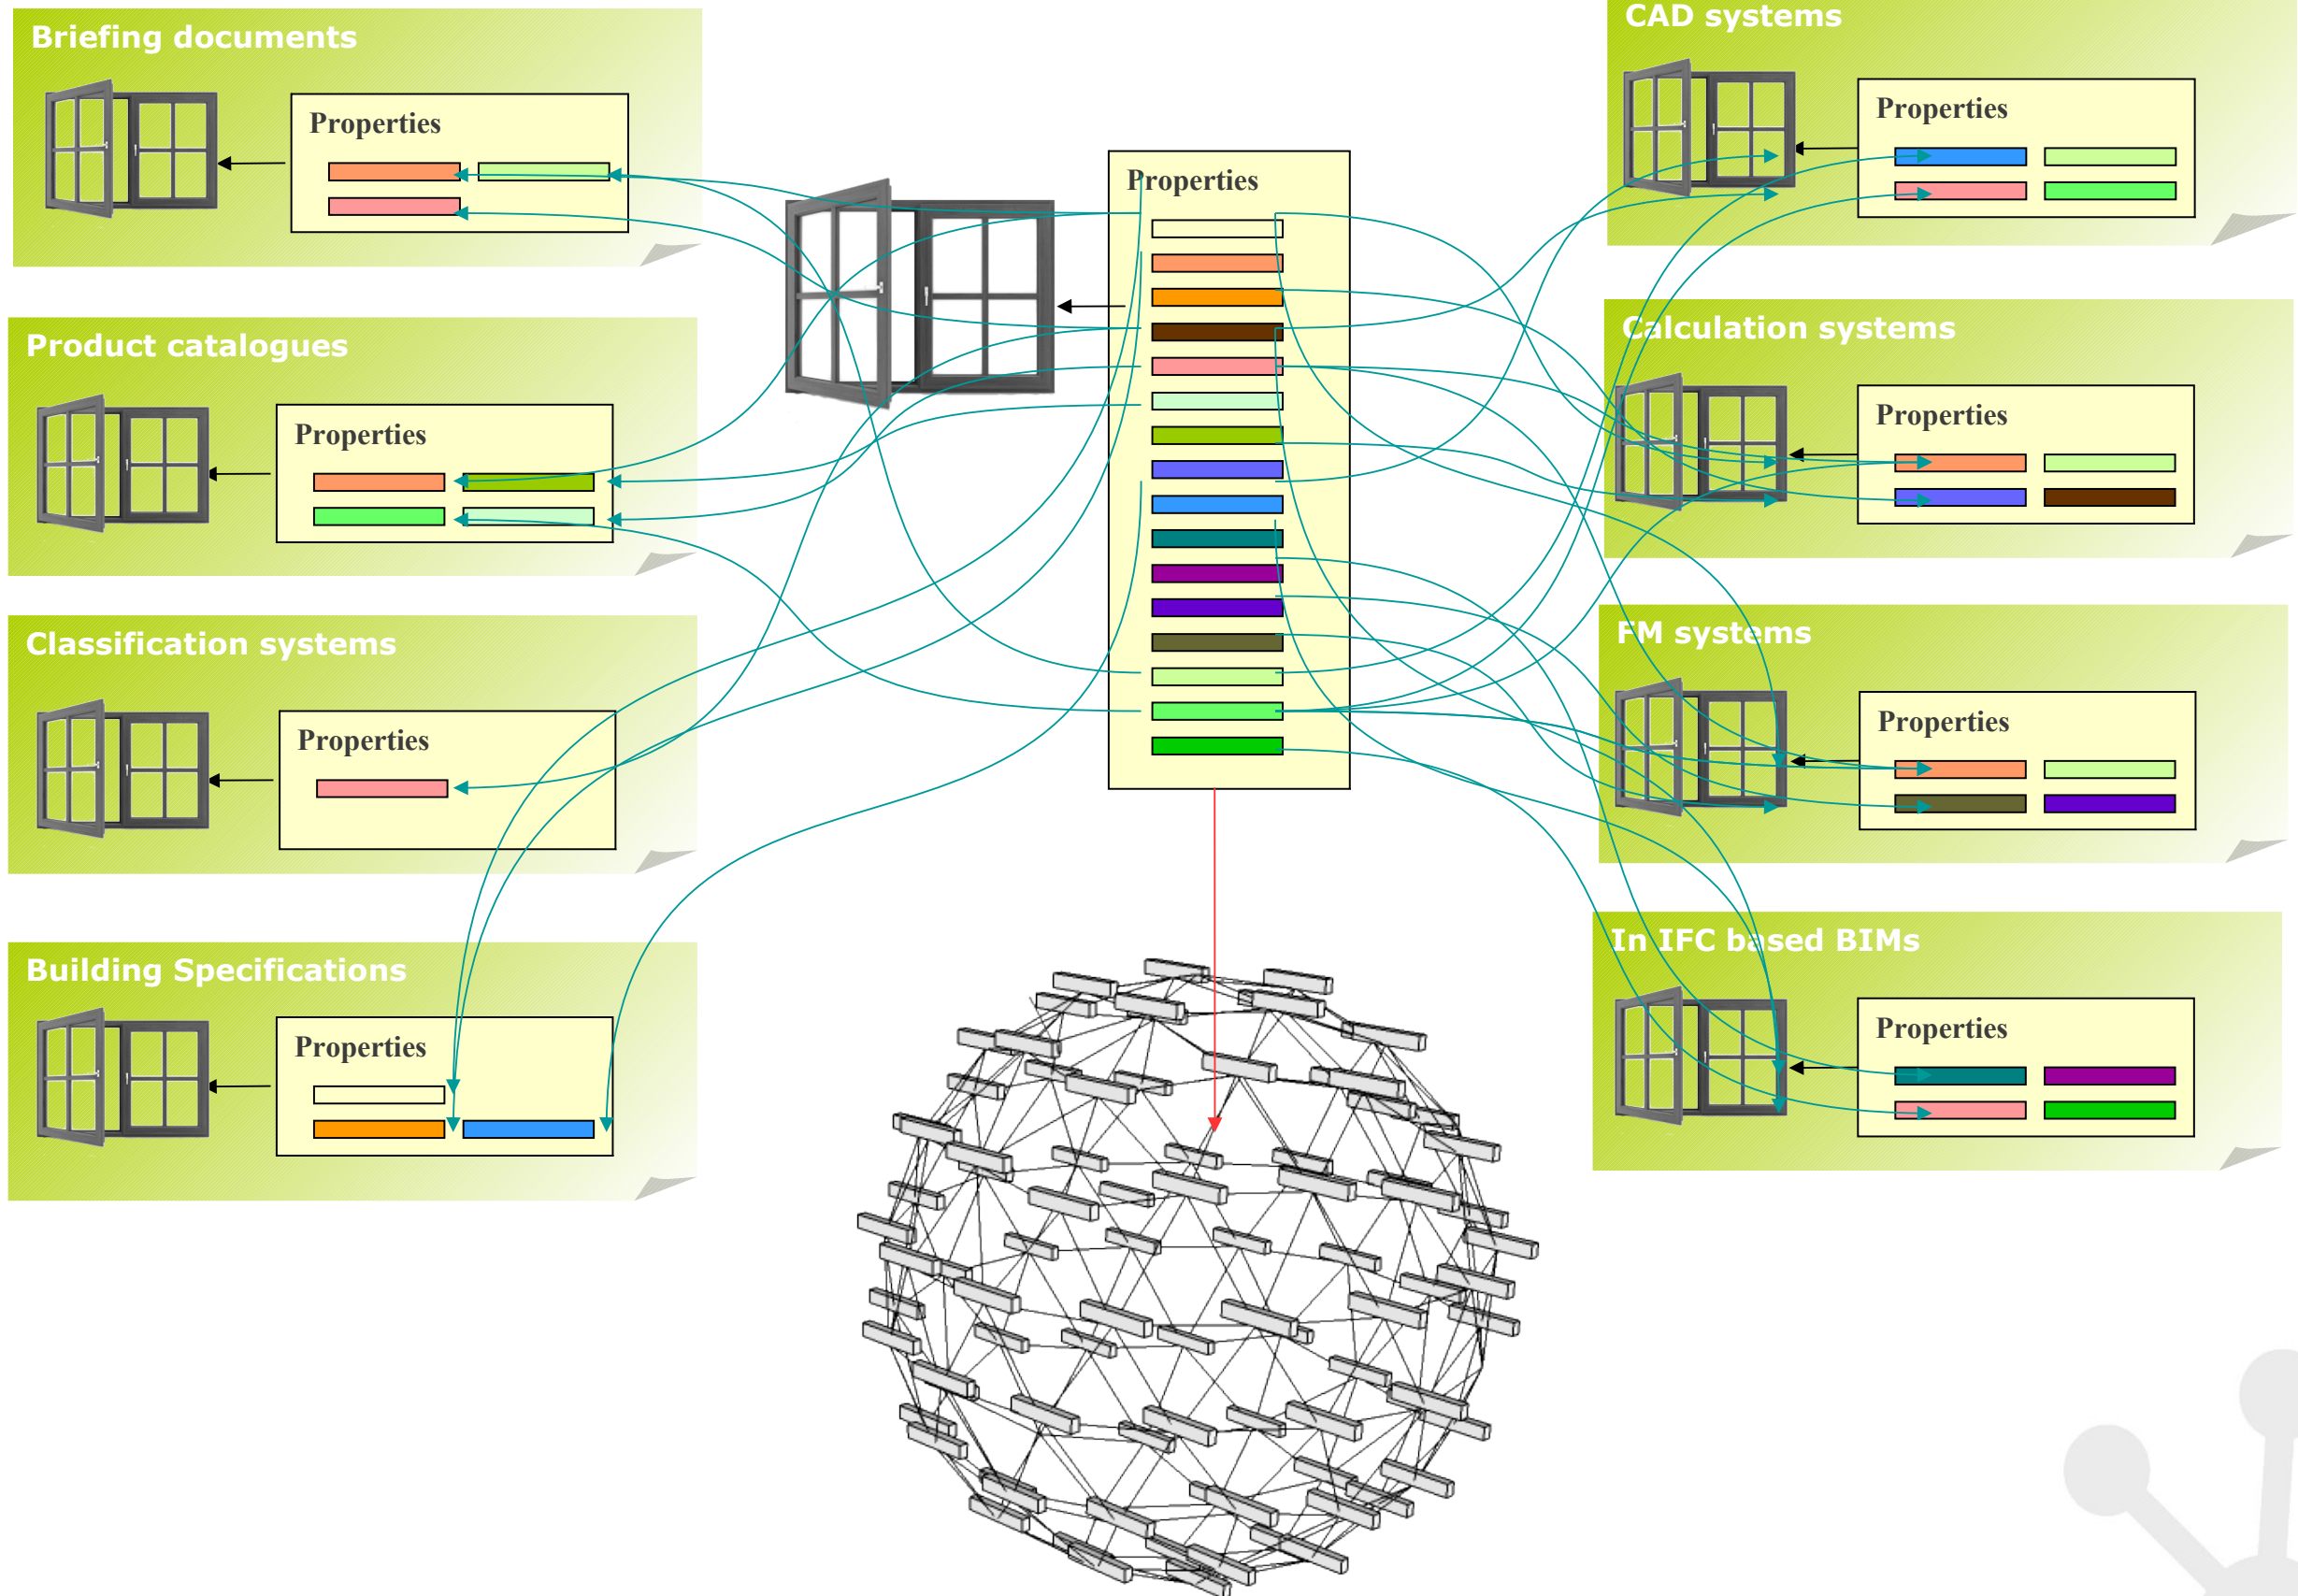 Briefing documents
Properties
Product catalogues
Properties
Classification systems
Properties
Building Specifications
Properties
Properties
CAD systems
Properties
Calculation systems
Properties
FM systems
Properties
In IFC based BIMs
Properties